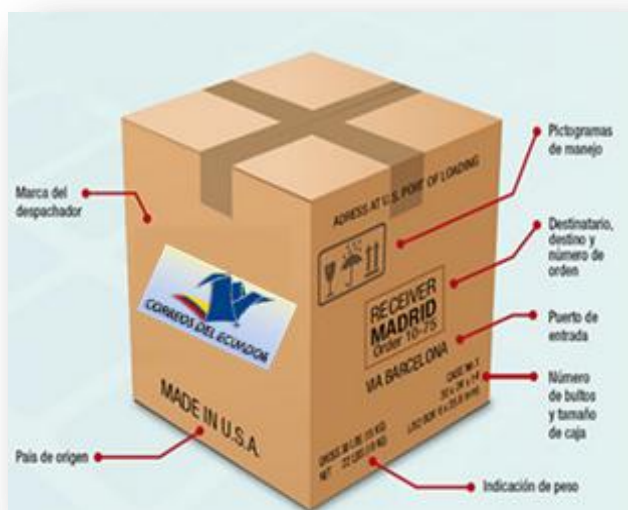 Pictogramas
de manejo
Marca del
despachador
ADRESS AT U.S. PORT OF LOADING
Destinatario,
destino y
número de
orden
RECEIVER
MADRID
Order 10-75
CORREOS DEL ECUADOR
Puerto de
entrada
VIA BARCELONA
Número
de bultos
y tamaño
de caja
MADE IN U.S.A.
País de origen
NET
Indicación de peso